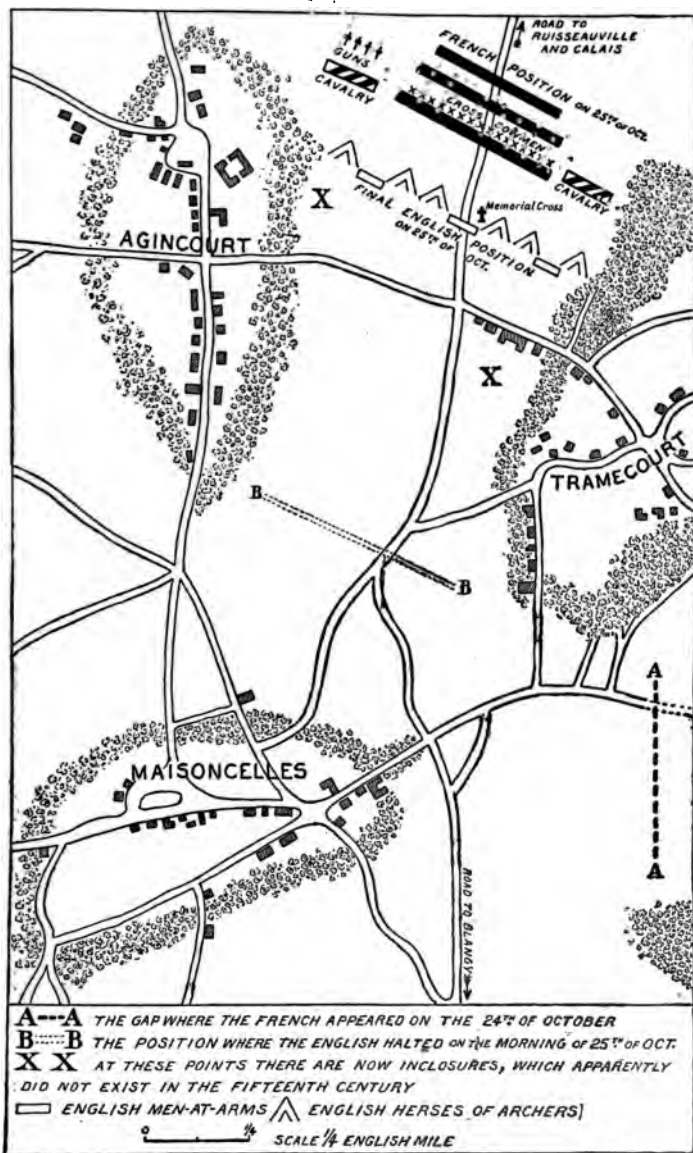 ROAD TO
RUISSEAUVILLE
AND CALAIS
GUNS
CAVALRY
FRENCH POSITION ON 25TH OF OCT.
CROSS BOWMEN
CAVALRY
X
Memorial Cross
FINAL ENGLISH POSITION
ON 25TH OF OCT.
AGINCOURT
X
TRAMECOURT
B
B
A
MAISONCELLES
A
ROAD TO BLANGY
A A THE GAP WHERE THE FRENCH APPEARED ON THE 24TH OF OCTOBER
B B THE POSITION WHERE THE ENGLISH HALTED ON THE MORNING OF 25TH OF OCT.
X X AT THESE POINTS THERE ARE NOW INCLOSURES, WHICH APPARENTLY
DID NOT EXIST IN THE FIFTEENTH CENTURY
ENGLISH MEN-AT-ARMS ENGLISH HERSES OF ARCHERS
0 1/4 SCALE 1/4 ENGLISH MILE